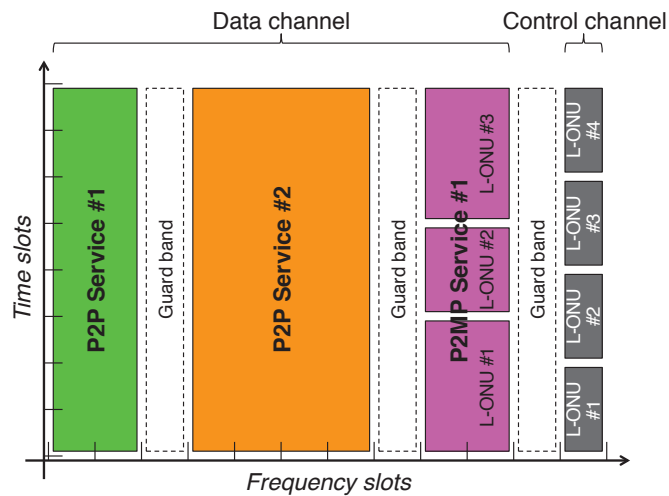 Data channel
Control channel
Time slots
P2P Service #1
Guard band
P2P Service #2
Guard band
P2MP Service #1
L-ONU #3
L-ONU #2
L-ONU #1
Guard band
L-ONU
#4
L-ONU
#3
L-ONU
#2
L-ONU
#1
Frequency slots